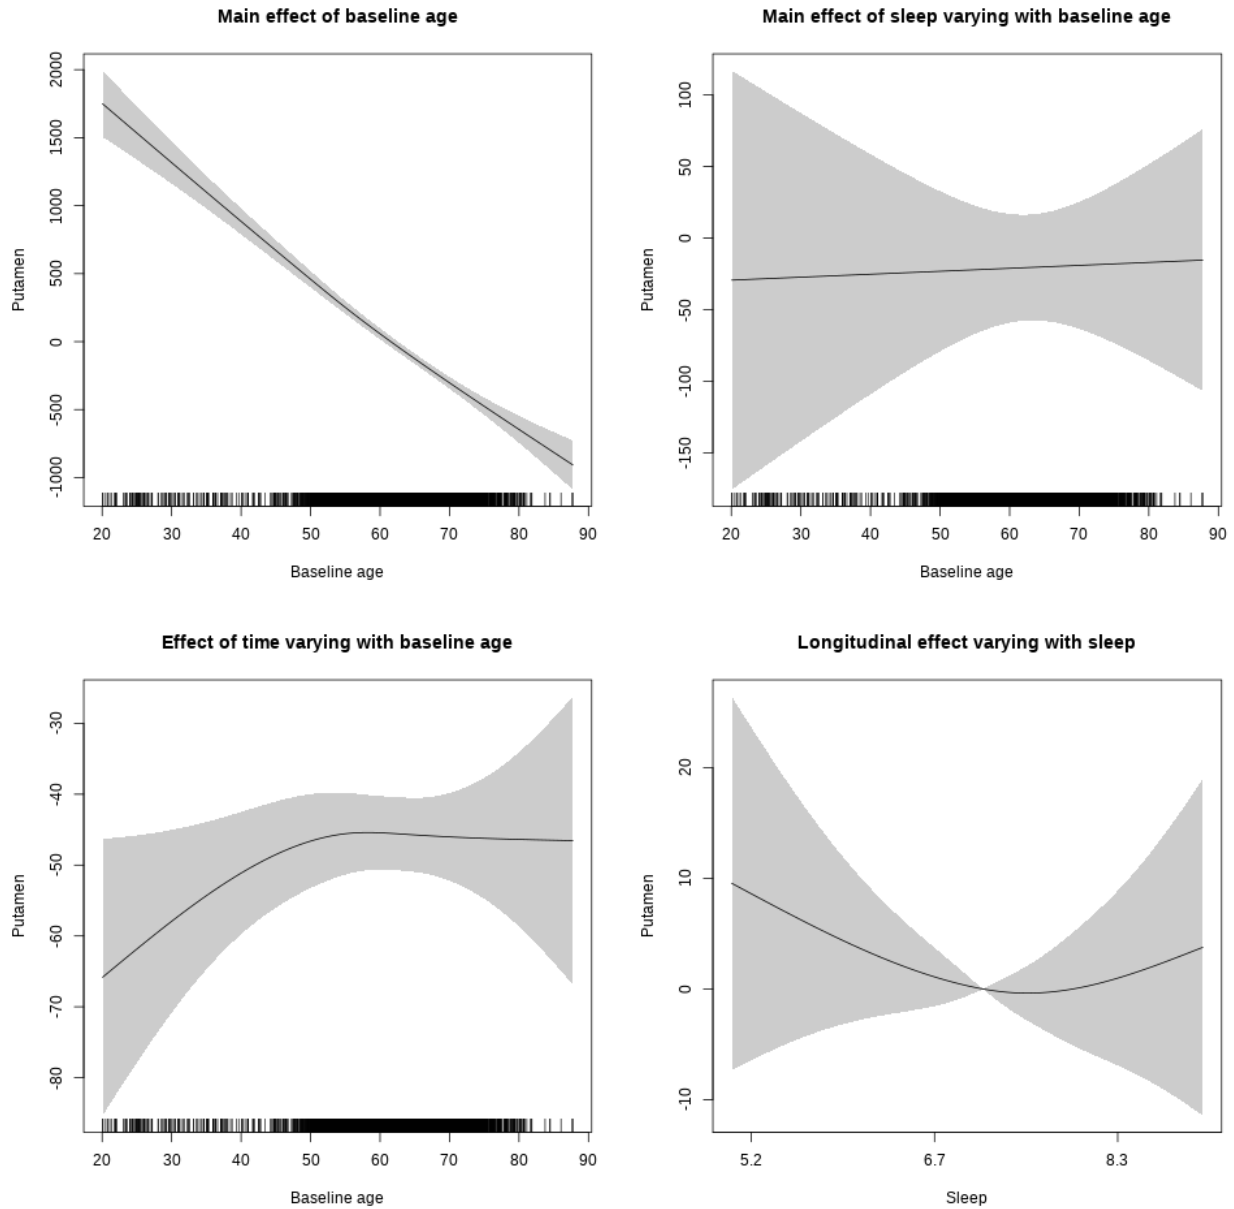 Main effect of baseline age
Putamen
2000
1500
1000
500
0
-500
-1000
20 30 40 50 60 70 80 90
Baseline age
Main effect of sleep varying with baseline age
Putamen
100
50
0
-50
-100
-150
20 30 40 50 60 70 80 90
Baseline age
Effect of time varying with baseline age
Putamen
-30
-40
-50
-60
-70
-80
20 30 40 50 60 70 80 90
Baseline age
Longitudinal effect varying with sleep
Putamen
20
10
0
-10
5.2 6.7 8.3
Sleep